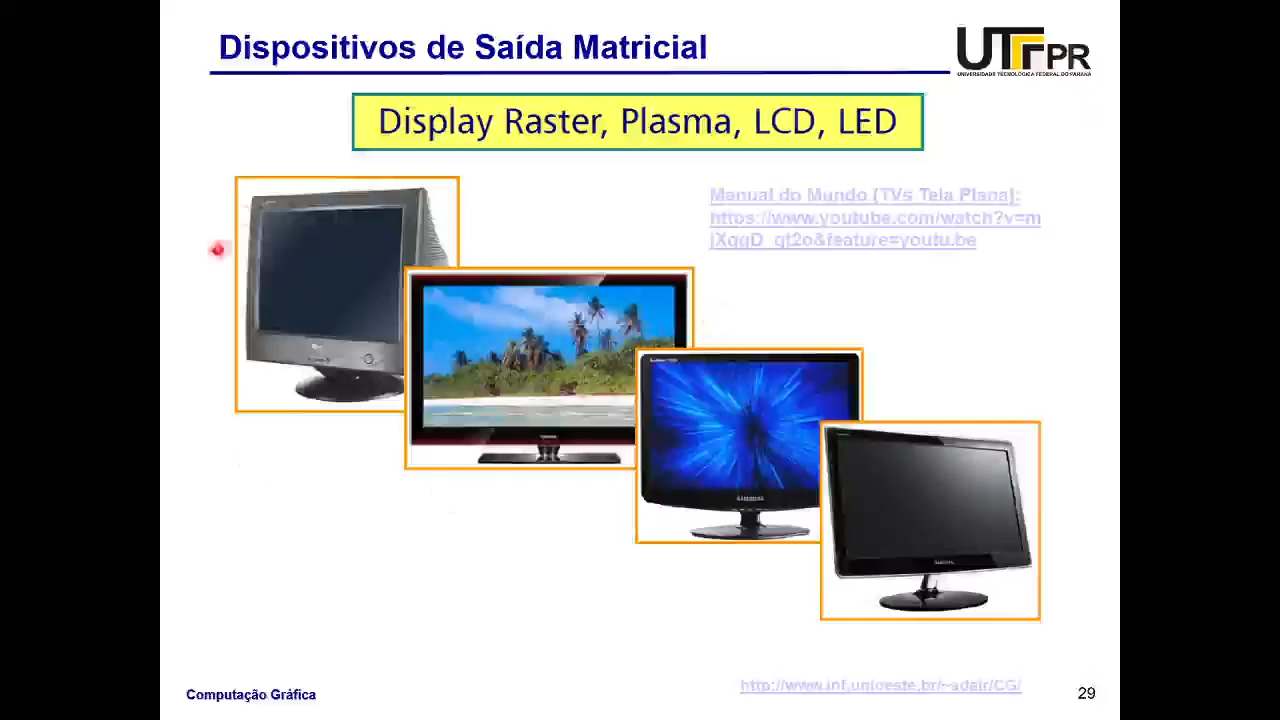 Dispositivos de Saída Matricial
UTFPR
UNIVERSIDADE TECNOLÓGICA FEDERAL DO PARANÁ
Display Raster, Plasma, LCD, LED
Manual do Mundo (TVs Tela Plana):
https://www.youtube.com/watch?v=m
jXqgD_qt2o&feature=youtu.be
SAMSUNG
Computação Gráfica
http://www.inf.unioeste.br/~adair/CG/
29